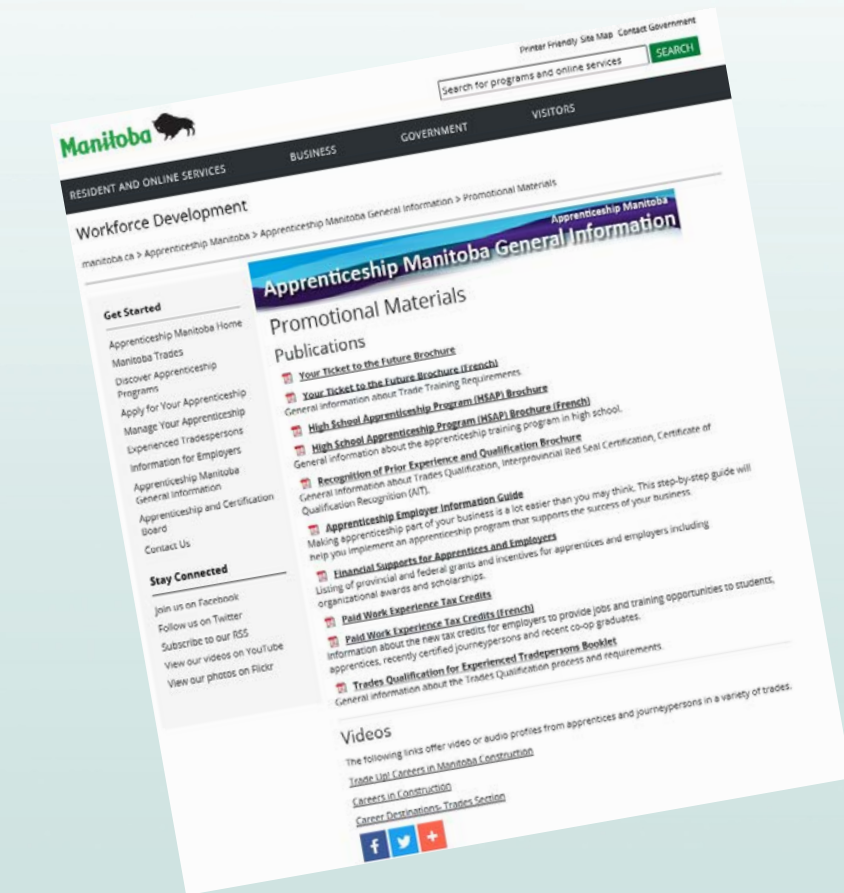 Printer Friendly Site Map Contact Government
Search for programs and online services
SEARCH
Manitoba
RESIDENT AND ONLINE SERVICES
BUSINESS
GOVERNMENT
VISITORS
Workforce Development
manitoba.ca > Apprenticeship Manitoba > Apprenticeship Manitoba General Information > Promotional Materials
Apprenticeship Manitoba
Apprenticeship Manitoba General Information
Get Started
Apprenticeship Manitoba Home
Manitoba Trades
Discover Apprenticeship
Programs
Apply for Your Apprenticeship
Manage Your Apprenticeship
Experienced Tradespersons
Information for Employers
Apprenticeship Manitoba
General Information
Apprenticeship and Certification
Board
Contact Us
Stay Connected
Join us on Facebook
Follow us on Twitter
Subscribe to our RSS
View our videos on YouTube
View our photos on Flickr
Promotional Materials
Publications
Your Ticket to the Future Brochure
Your Ticket to the Future Brochure (French)
General information about Trade Training Requirements.
High School Apprenticeship Program (HSAP) Brochure
High School Apprenticeship Program (HSAP) Brochure (French)
General information about the apprenticeship training program in high school.
Recognition of Prior Experience and Qualification Brochure
General information about Trades Qualification, Interprovincial Red Seal Certification, Certificate of
Qualification Recognition (AIT).
Apprenticeship Employer Information Guide
Making apprenticeship part of your business is a lot easier than you may think. This step-by-step guide will
help you implement an apprenticeship program that supports the success of your business
Financial Supports for Apprentices and Employers
Listing of provincial and federal grants and incentives for apprentices and employers including
organizational awards and scholarships.
Paid Work Experience Tax Credits
Paid Work Experience Tax Credits (French)
Information about the new tax credits for employers to provide jobs and training opportunities to students,
apprentices, recently certified journeypersons and recent co-op graduates.
Trades Qualification for Experienced Tradepersons Booklet
General information about the Trades Qualification process and requirements.
Videos
The following links offer video or audio profiles from apprentices and journeypersons in a variety of trades.
Trade Up! Careers in Manitoba Construction
Careers in Construction
Career Destinations- Trades Section